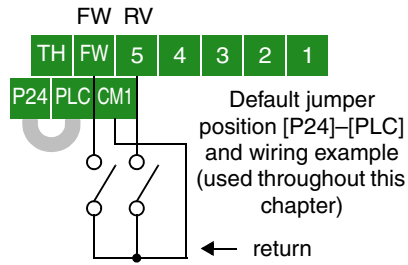 FW RV
TH FW 5 4 3 2 1
P24 PLC CM1
Default jumper
position [P24]–[PLC]
and wiring example
(used throughout this
chapter)
return